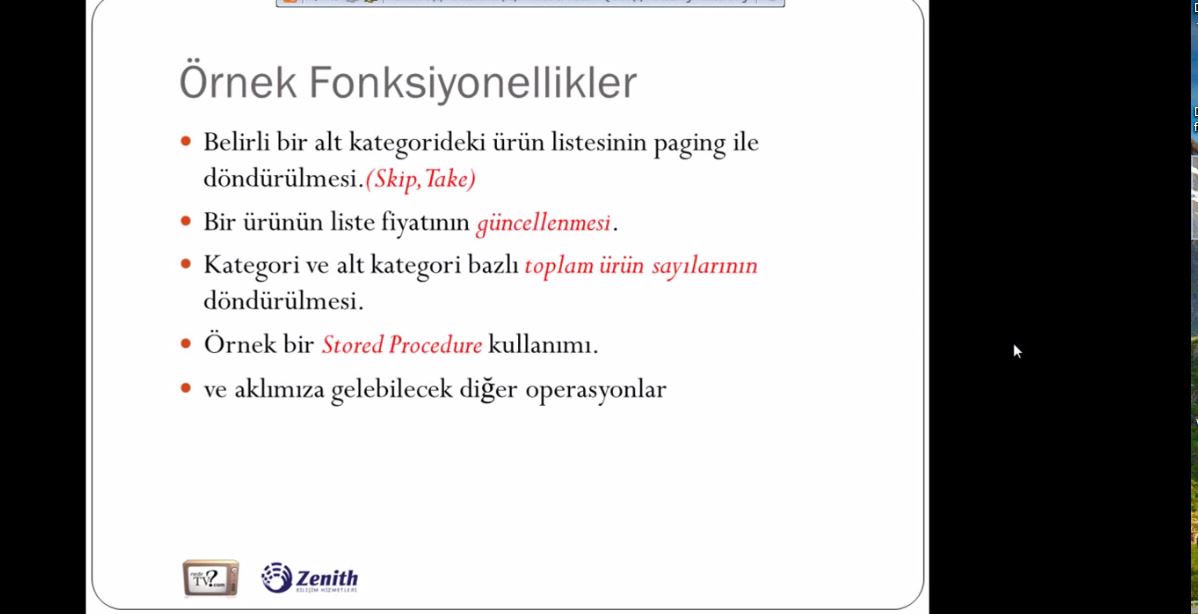 Örnek Fonksiyonellikler
Belirli bir alt kategorideki ürün listesinin paging ile
döndürülmesi.(Skip, Take)
Bir ürünün liste fiyatının güncellenmesi.
Kategori ve alt kategori bazlı toplam ürün sayılarının
döndürülmesi.
Örnek bir Stored Procedure kullanımı.
ve aklımıza gelebilecek diğer operasyonlar
nedir
TV?.com
Zenith
BİLİŞİM HİZMETLERİ